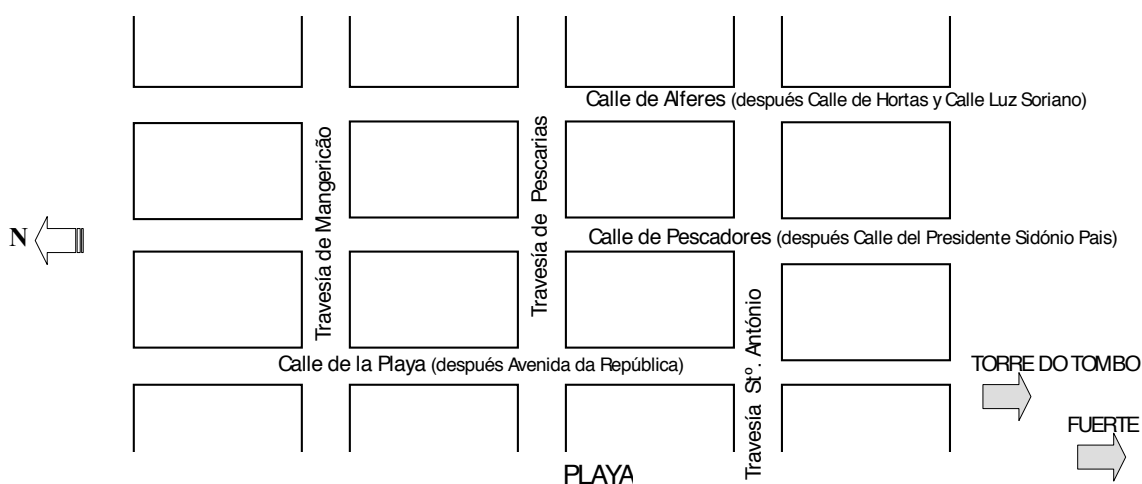 Calle de Alferes (después Calle de Hortas y Calle Luz Soriano)
Travesía de Mangericão
Travesía de Pescarias
N
Calle de Pescadores (después Calle del Presidente Sidónio Pais)
Travesía Stº. António
Calle de la Playa (después Avenida da República)
TORRE DO TOMBO
FUERTE
PLAYA